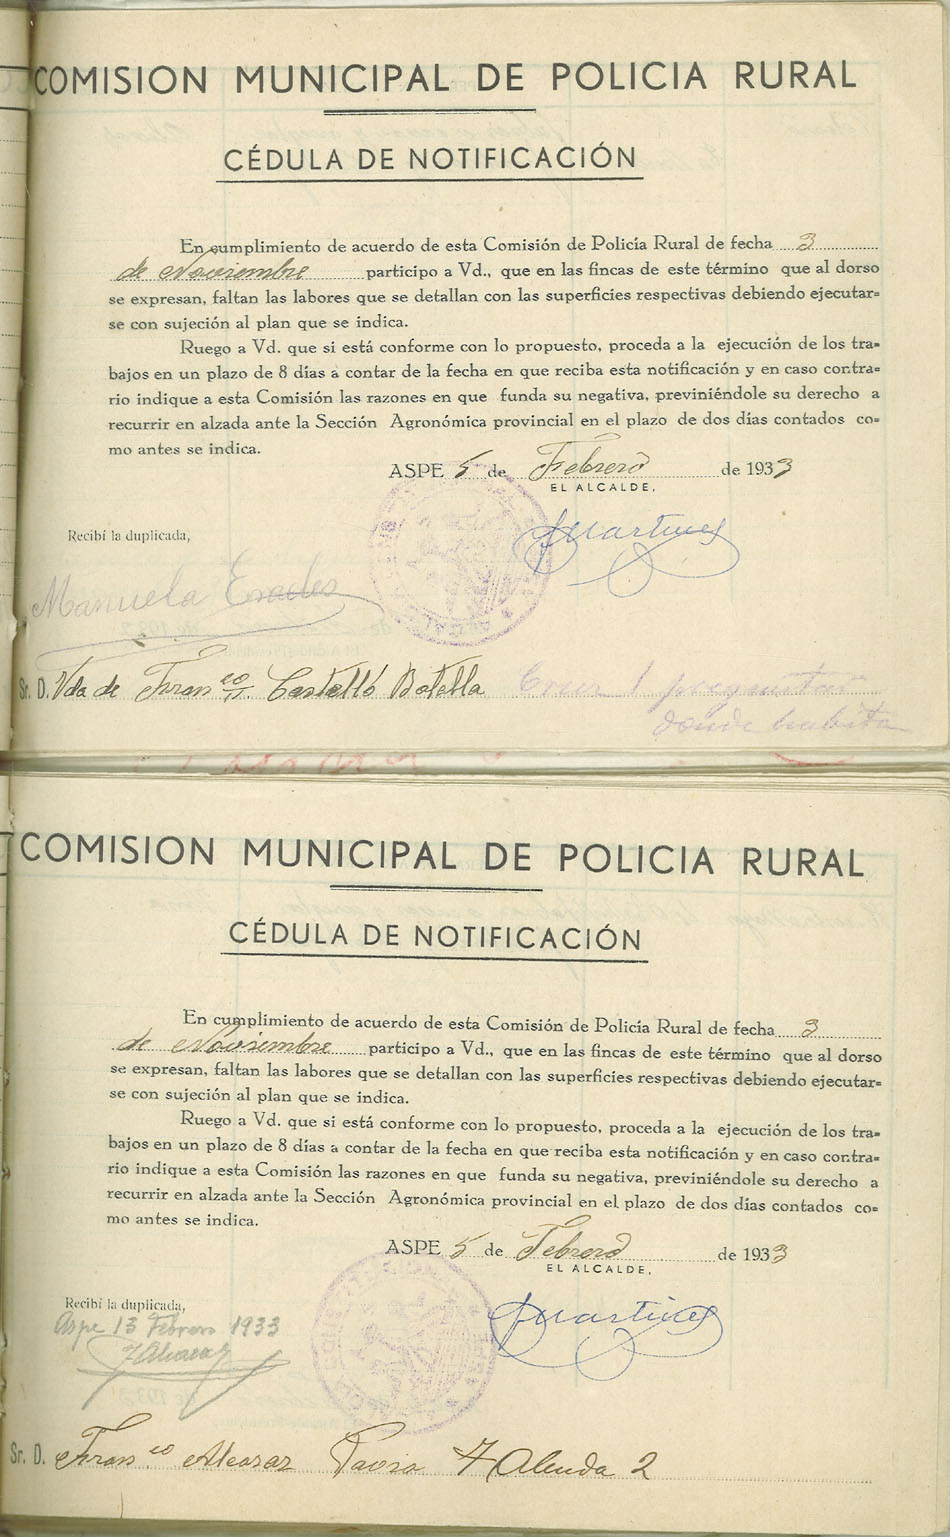 COMISION MUNICIPAL DE POLICIA RURAL
CÉDULA DE NOTIFICACIÓN
En cumplimiento de acuerdo de esta Comisión de Policía Rural de fecha 3
de Noviembre participo a Vd., que en las fincas de este término que al dorso
se expresan, faltan las labores que se detallan con las superficies respectivas debiendo ejecutar=
se con sujeción al plan que se indica.
Ruego a Vd. que si está conforme con lo propuesto, proceda a la ejecución de los tra=
bajos en un plazo de 8 días a contar de la fecha en que reciba esta notificación y en caso contra=
rio indique a esta Comisión las razones en que funda su negativa, previniéndole su derecho a
recurrir en alzada ante la Sección Agronómica provincial en el plazo de dos días contados co=
mo antes se indica.
ASPE 5 de Febrero de 1933
EL ALCALDE,
Martinez
Recibí la duplicada,
Manuela Erades
Sr. D. Vda de Franco. Castelló Botella Cruz 1 preguntar
donde habita
COMISION MUNICIPAL DE POLICIA RURAL
CÉDULA DE NOTIFICACIÓN
En cumplimiento de acuerdo de esta Comisión de Policía Rural de fecha 3
de Noviembre participo a Vd., que en las fincas de este término que al dorso
se expresan, faltan las labores que se detallan con las superficies respectivas debiendo ejecutar=
se con sujeción al plan que se indica.
Ruego a Vd. que si está conforme con lo propuesto, proceda a la ejecución de los tra=
bajos en un plazo de 8 días a contar de la fecha en que reciba esta notificación y en caso contra=
rio indique a esta Comisión las razones en que funda su negativa, previniéndole su derecho a
recurrir en alzada ante la Sección Agronómica provincial en el plazo de dos días contados co=
mo antes se indica.
ASPE 5 de Febrero de 1933
EL ALCALDE,
Martinez
Recibí la duplicada,
Aspe 13 Febrero 1933
Alcaraz
Sr. D. Franco. Alcaraz Pavia Alenda 2